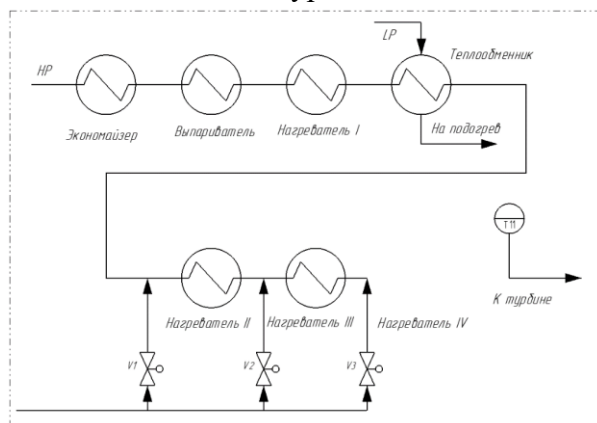 LP
Теплообменник
HP
На подогрев
Экономайзер
Выпариватель
Нагреватель I
T11
К турбине
Нагреватель II
Нагреватель III
Нагреватель IV
V1
V2
V3